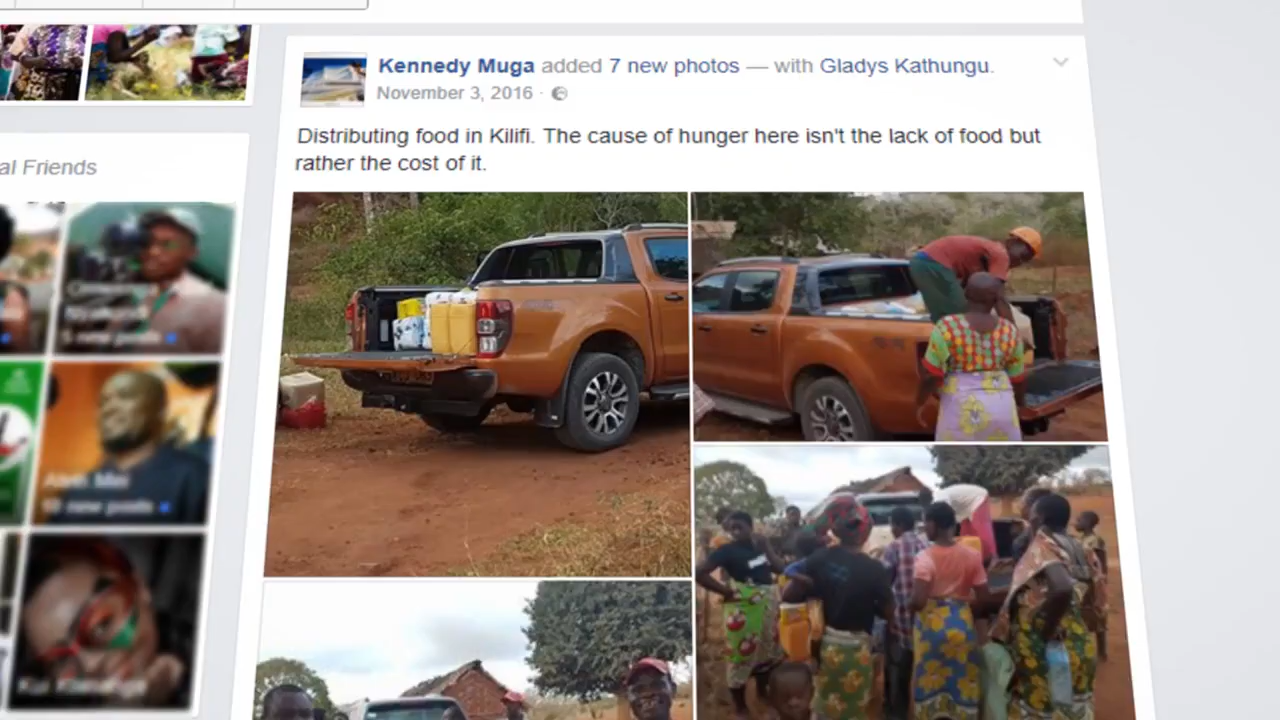 Kennedy Muga added 7 new photos — with Gladys Kathungu.
November 3, 2016 ·
al Friends
Distributing food in Kilifi. The cause of hunger here isn't the lack of food but
rather the cost of it.